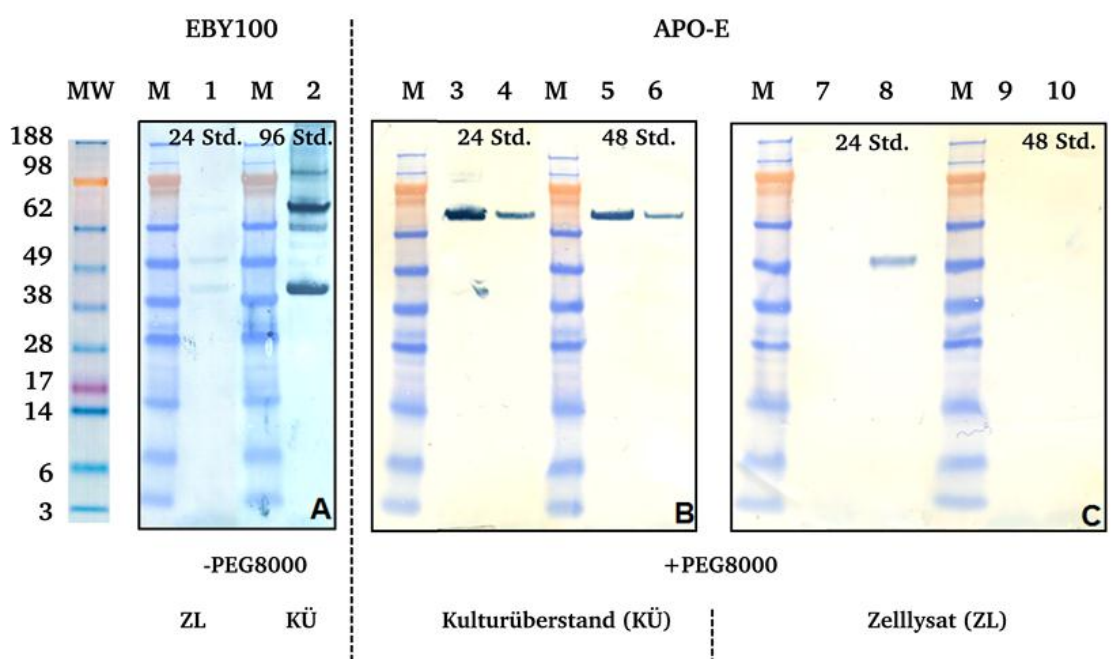 EBY100 APO-E
MW M 1 M 2 M 3 4 M 5 6 M 7 8 M 9 10
24 Std. 96 Std. 24 Std. 48 Std. 24 Std. 48 Std.
188
98
62
49
38
28
17
14
6
3
A B C
-PEG8000 +PEG8000
ZL KÜ Kulturüberstand (KÜ) Zelllysat (ZL)